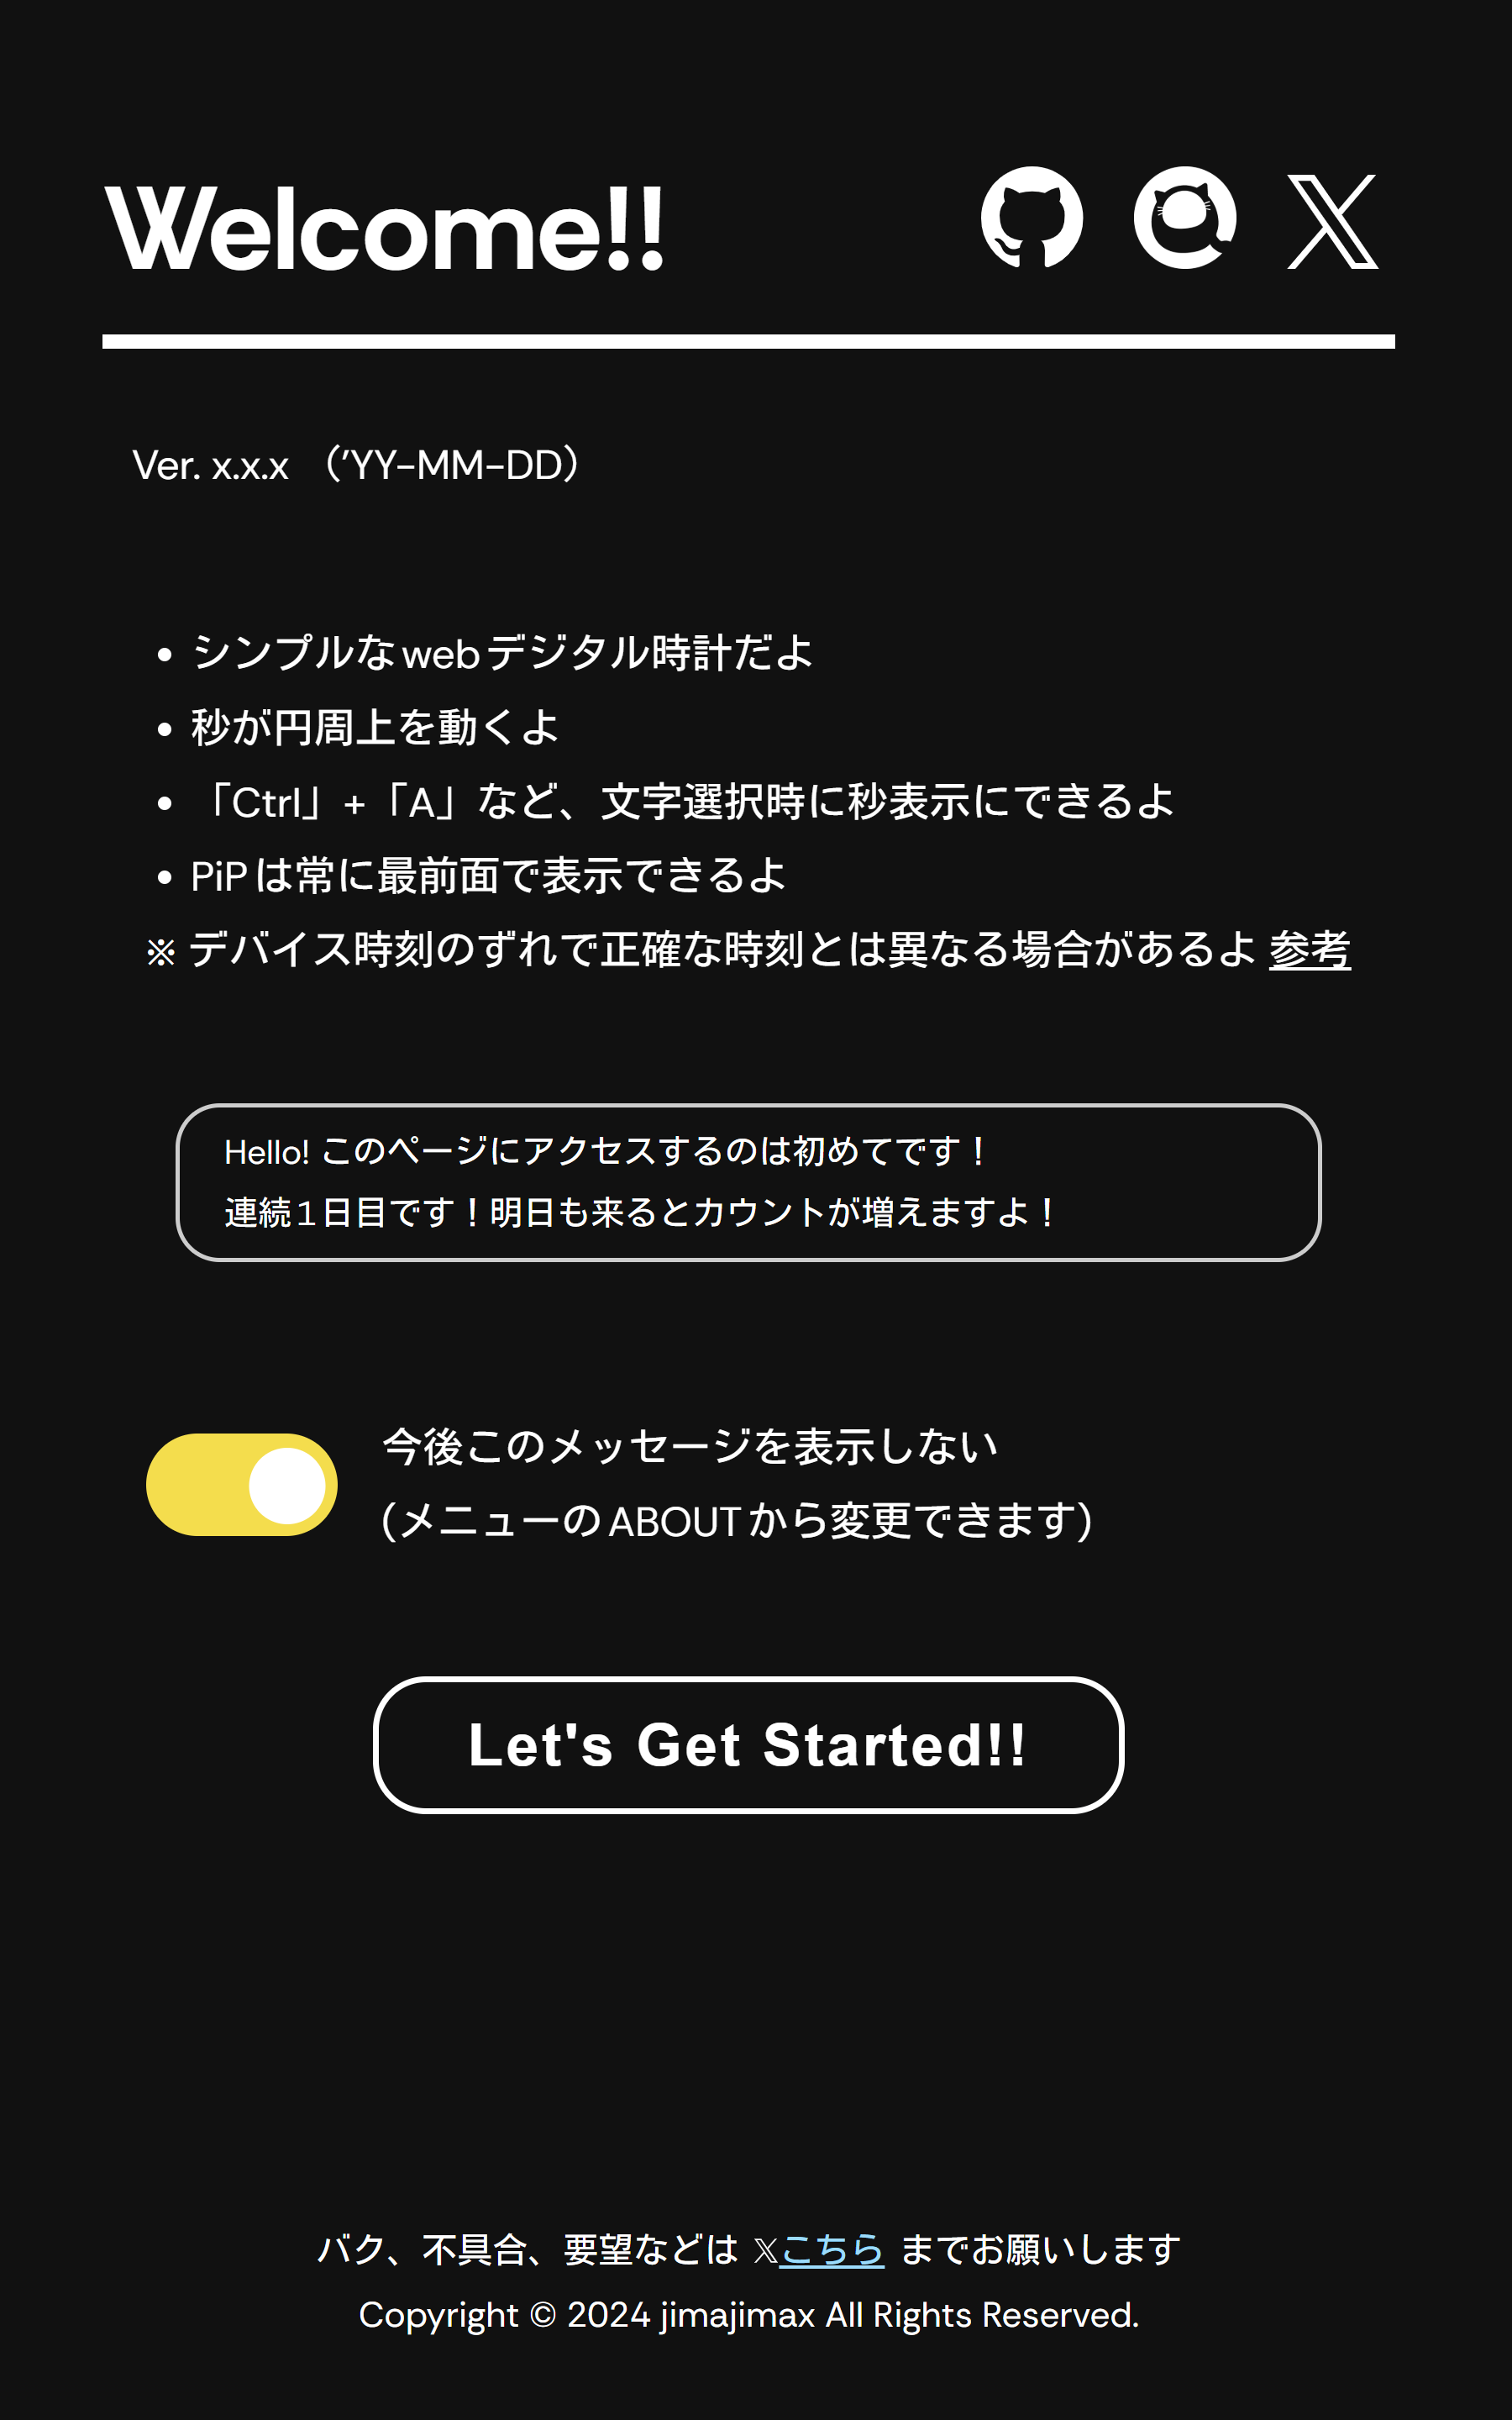 Welcome!!
Ver. x.x.x （'YY-MM-DD）
• シンプルなwebデジタル時計だよ
• 秒が円周上を動くよ
• 「Ctrl」+「A」など、文字選択時に秒表示にできるよ
• PiPは常に最前面で表示できるよ
※ デバイス時刻のずれで正確な時刻とは異なる場合があるよ 参考
Hello! このページにアクセスするのは初めてです！
連続1日目です！明日も来るとカウントが増えますよ！
今後このメッセージを表示しない
(メニューのABOUTから変更できます)
Let's Get Started!!
バク、不具合、要望などは 𝕏こちら までお願いします
Copyright © 2024 jimajimax All Rights Reserved.